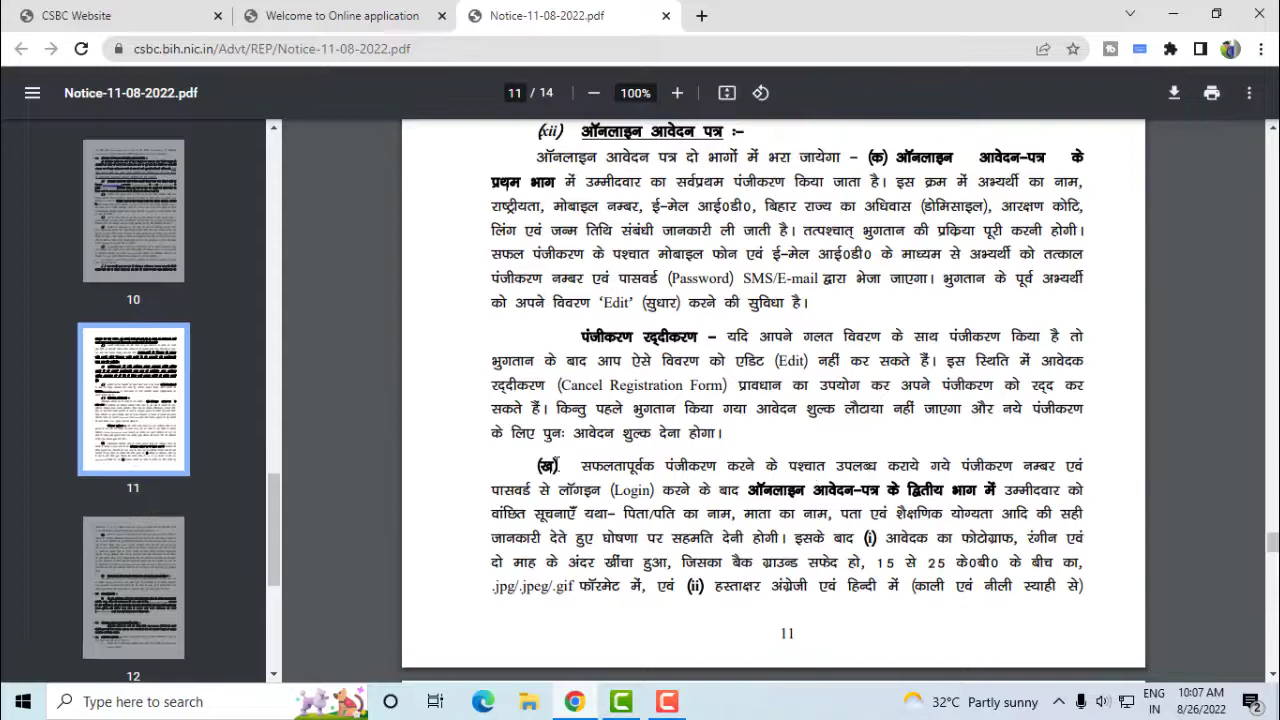 CSBC Website
Welcome to Online application
Notice-11-08-2022.pdf
csbc.bih.nic.in/Advt/REP/Notice-11-08-2022.pdf
Notice-11-08-2022.pdf
11 / 14
100%
(xii) ऑनलाइन आवेदन पत्र :-
ऑनलाइन आवेदन पत्र दो भागों में भरा जायेगा – (क) ऑनलाइन आवेदन-पत्र के
प्रथम उम्मीदवार का सर्वप्रथम पंजीकरण किया जाता है। इस क्रम में अभ्यर्थी का नाम,
राष्ट्रीयता, मोबाइल नम्बर, ई-मेल आई0डी0, बिहार राज्य का अधिवास (डोमिसाइल), आरक्षण कोटि,
लिंग एवं जन्म तिथि संबंधी जानकारी ली जाती है। तत्पश्चात् भुगतान की प्रक्रिया पूरी करनी होगी।
सफल पंजीकरण के पश्चात मोबाइल फोन एवं ई-मेल आई0डी0 के माध्यम से अभ्यर्थी को तत्काल
पंजीकरण नम्बर एवं पासवर्ड (Password) SMS/E-mail द्वारा भेजा जाएगा। भुगतान के पूर्व अभ्यर्थी
को अपने विवरण ‘Edit’ (सुधार) करने की सुविधा है।
पंजीकरण रद्दीकरण – यदि आपने गलत विवरण के साथ पंजीकरण किया है तो
भुगतान के बाद आप ऐसे विवरण को एडिट (Edit) नहीं कर सकते हैं। इस स्थिति में आवेदक
रद्दीकरण (Cancel Registration Form) प्रावधान का उपयोग कर अपने पंजीकरण को रद्द कर
सकते परन्तु पहले भुगतान किया गया आवेदन शुल्क लौटाया नहीं जाएगा और नये पंजीकरण
के लिए आवेदन शुल्क देना होगा।
(ख) सफलतापूर्वक पंजीकरण करने के पश्चात उपलब्ध कराये गये पंजीकरण नम्बर एवं
पासवर्ड से लॉगइन (Login) करने के बाद ऑनलाइन आवेदन-पत्र के द्वितीय भाग में उम्मीदवार को
वांछित सूचनाएँ यथा– पिता/पति का नाम, माता का नाम, पता एवं शैक्षणिक योग्यता आदि की सही
जानकारी देते हुए घोषणा पर सहमति देनी होगी। इसके बाद (i) आवेदक का फोटोग्राफ, रंगीन एवं
दो माह के अंदर खींचा हुआ, जिसका बैक ग्राउन्ड सफेद हो, 15 से 25 के0बी0 के बीच का,
.jpg/.jpeg/gif फॉरमेट में, एवं (ii) हस्ताक्षर अंग्रेजी एवं हिन्दी में (काली एवं नीली स्याही से)
11
10
11
12
Type here to search
32°C Partly sunny
ENG
IN
10:07 AM
8/26/2022
2